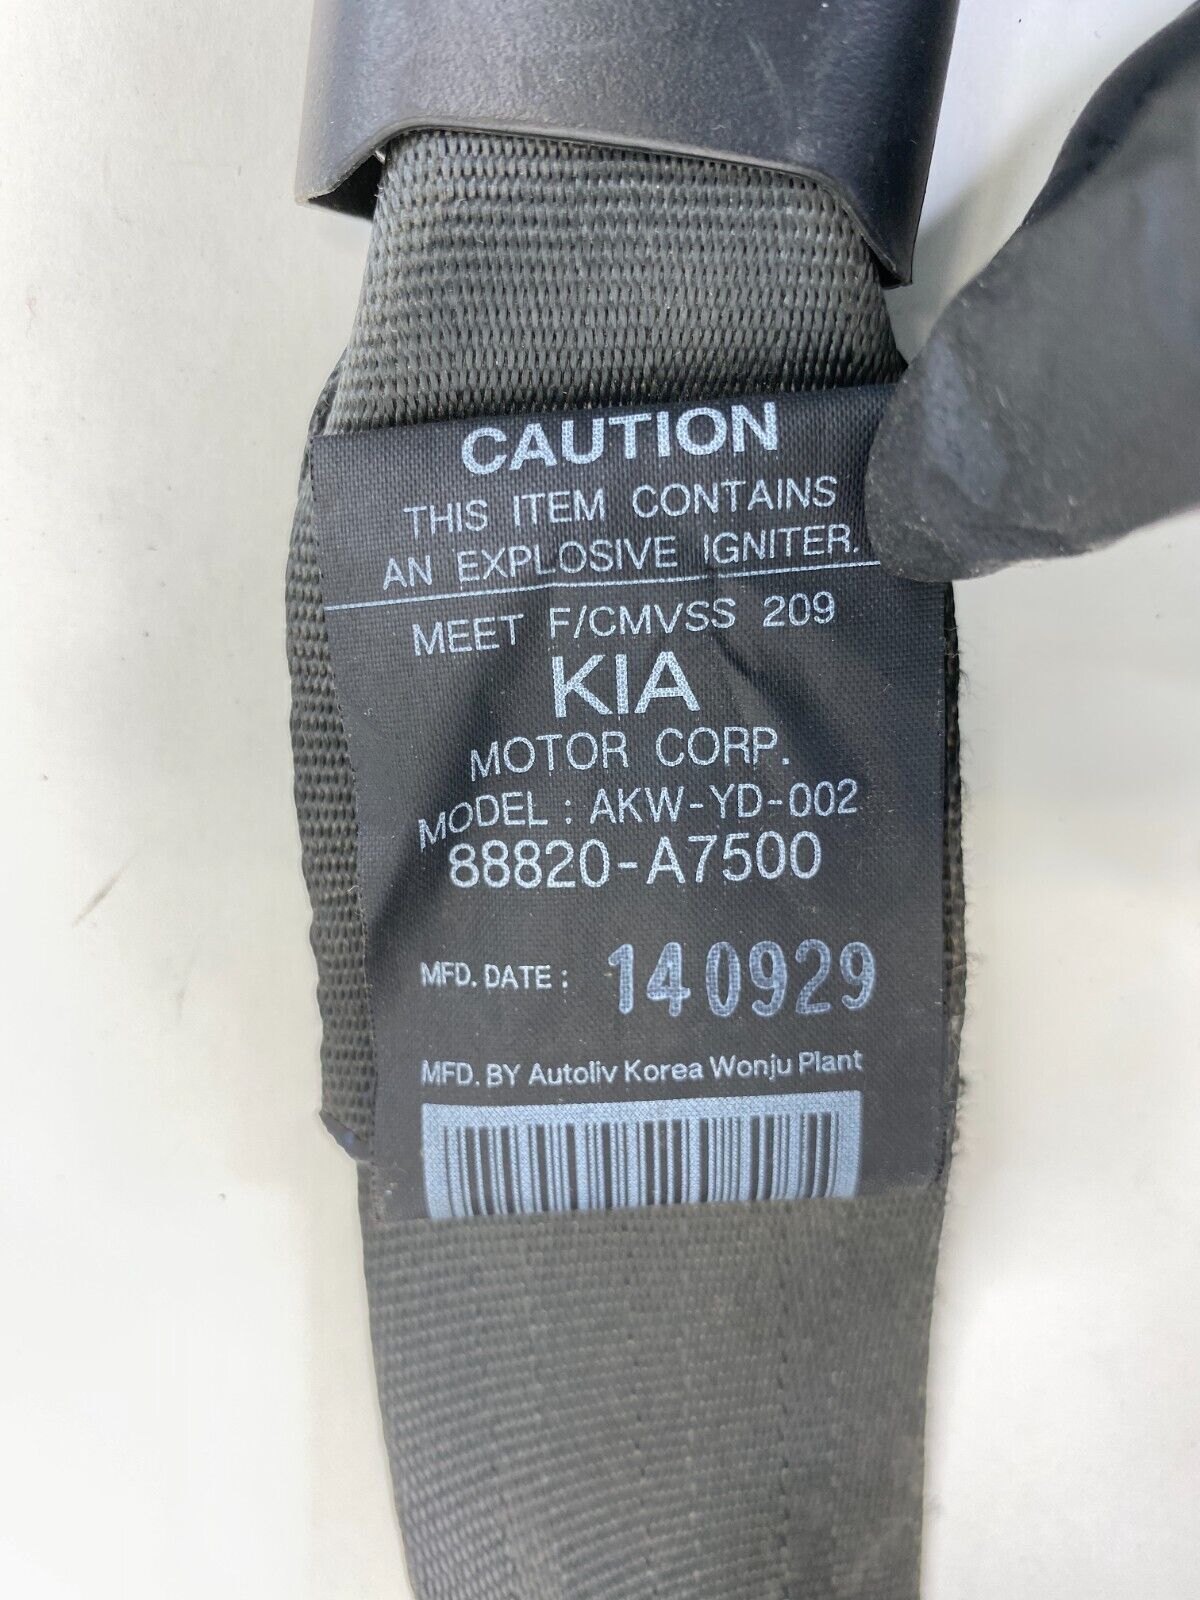 CAUTION
THIS ITEM CONTAINS
AN EXPLOSIVE IGNITER.
MEET F/CMVSS 209
KIA
MOTOR CORP.
MODEL : AKW-YD-002
88820-A7500
MFD. DATE : 140929
MFD. BY Autoliv Korea Wonju Plant